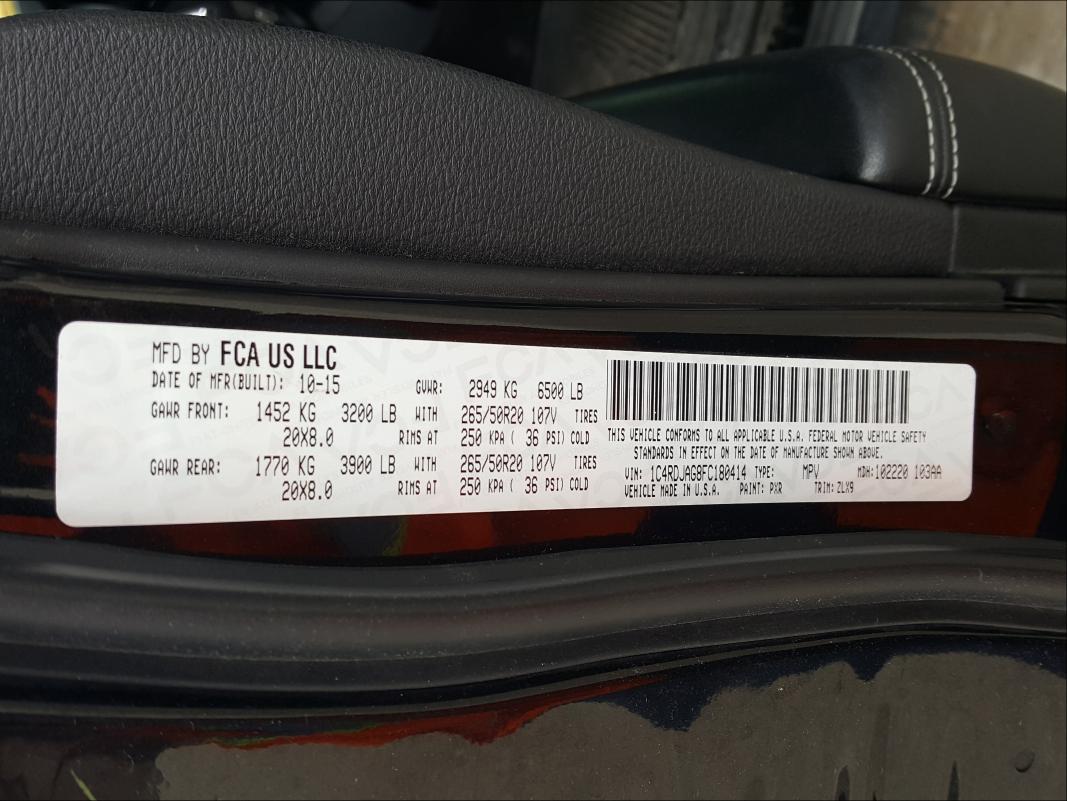 MFD BY FCA US LLC
DATE OF MFR(BUILT): 10-15 GVWR: 2949 KG 6500 LB
GAWR FRONT: 1452 KG 3200 LB WITH 265/50R20 107V TIRES
20X8.0 RIMS AT 250 KPA ( 36 PSI) COLD
GAWR REAR: 1770 KG 3900 LB WITH 265/50R20 107V TIRES
20X8.0 RIMS AT 250 KPA ( 36 PSI) COLD
THIS VEHICLE CONFORMS TO ALL APPLICABLE U.S.A. FEDERAL MOTOR VEHICLE SAFETY
STANDARDS IN EFFECT ON THE DATE OF MANUFACTURE SHOWN ABOVE.
VIN: 1C4RDJAG8FC180414 TYPE: MPV MDH: 102220 103AA
VEHICLE MADE IN U.S.A. PAINT: PXR TRIM: ZLX9